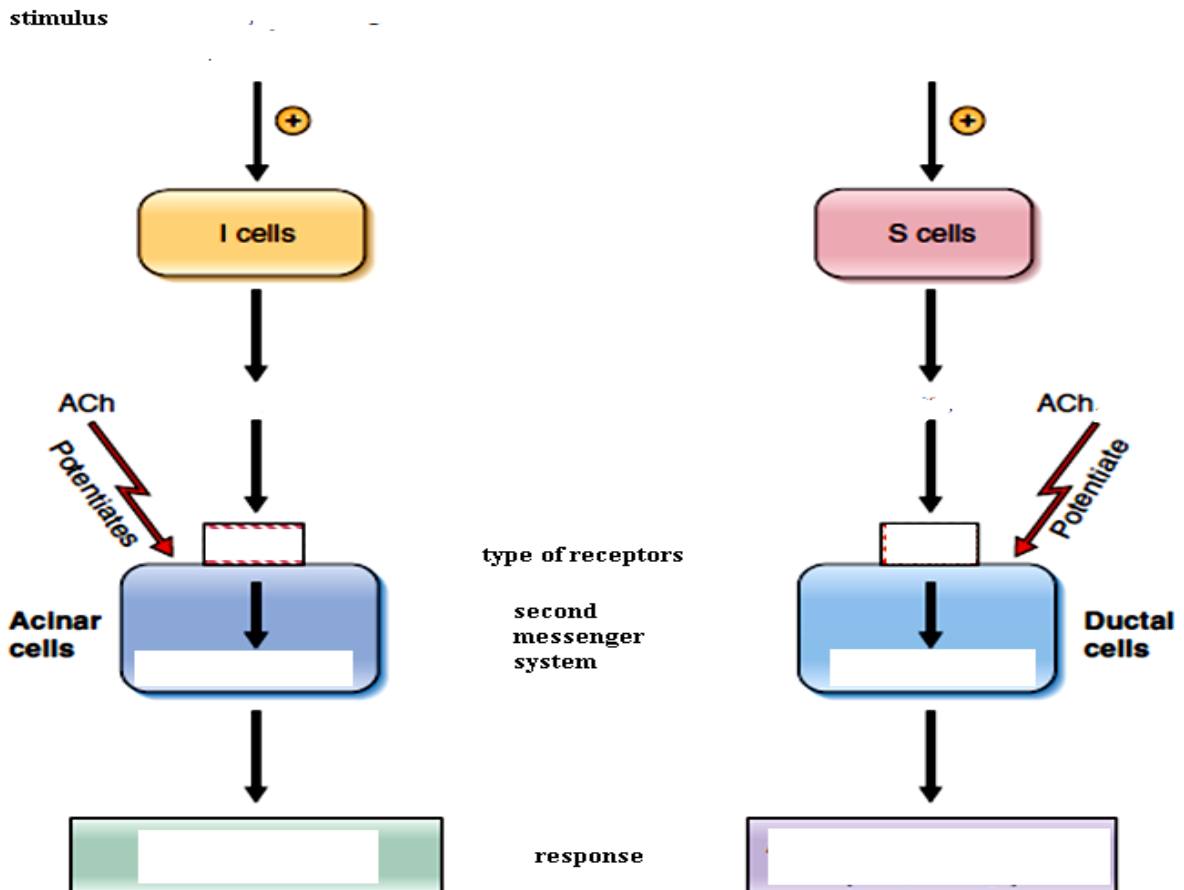 stimulus
+
+
I cells
S cells
ACh
ACh
Potentiates
Potentiate
type of receptors
Acinar
cells
second
messenger
system
Ductal
cells
response